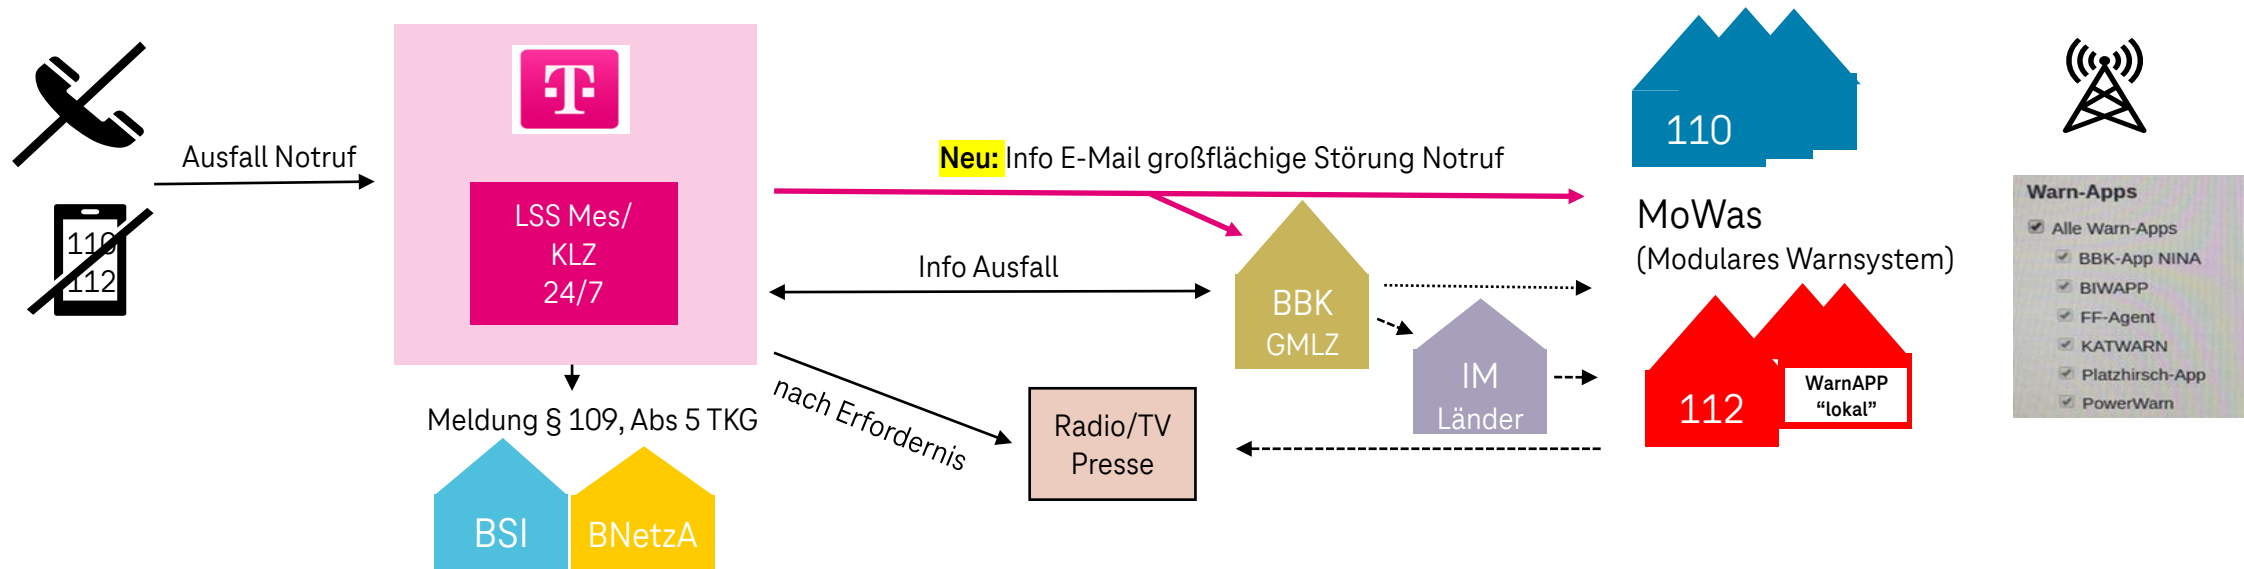 110
112
Ausfall Notruf
T
LSS Mes/
KLZ
24/7
Meldung § 109, Abs 5 TKG
BSI
BNetzA
Neu: Info E-Mail großflächige Störung Notruf
Info Ausfall
nach Erfordernis
Radio/TV
Presse
BBK
GMLZ
IM
Länder
110
MoWas
(Modulares Warnsystem)
112
WarnAPP
“lokal”
Warn-Apps
Alle Warn-Apps
BBK-App NINA
BIWAPP
FF-Agent
KATWARN
Platzhirsch-App
PowerWarn